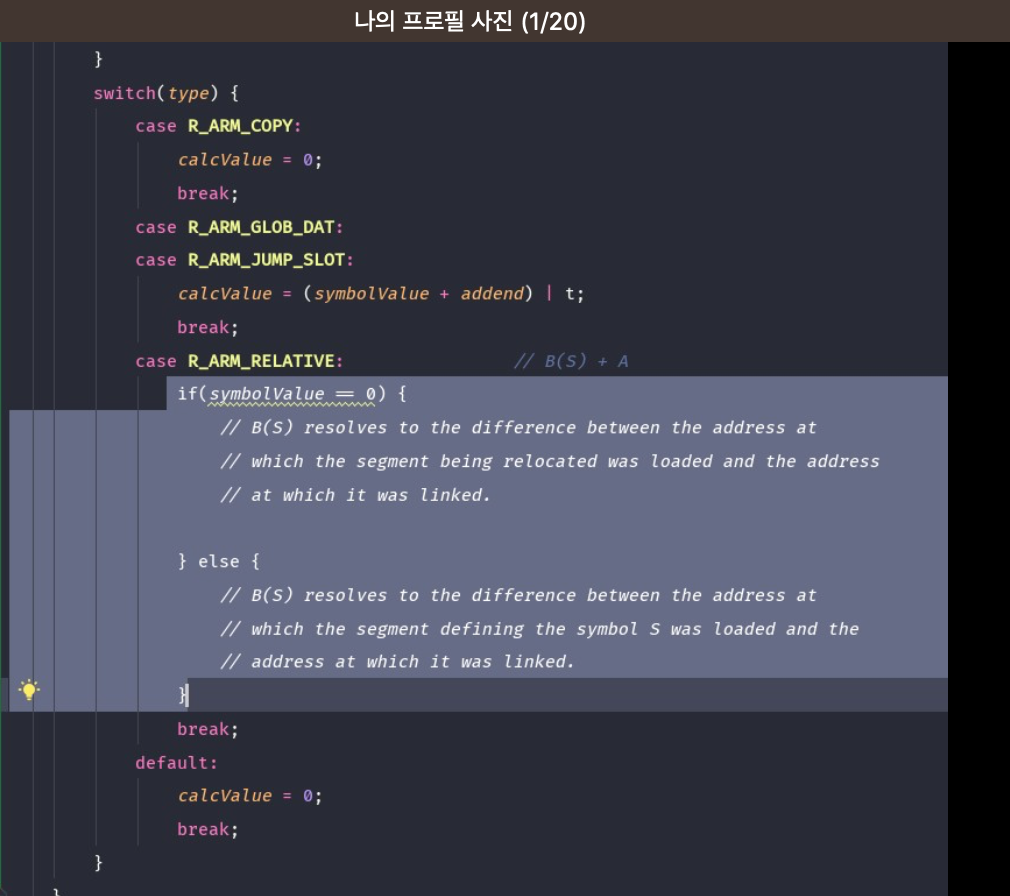 나의 프로필 사진 (1/20)
}
switch(type) {
case R_ARM_COPY:
calcValue = 0;
break;
case R_ARM_GLOB_DAT:
case R_ARM_JUMP_SLOT:
calcValue = (symbolValue + addend) | t;
break;
case R_ARM_RELATIVE: // B(S) + A
if(symbolValue == 0) {
// B(S) resolves to the difference between the address at
// which the segment being relocated was loaded and the address
// at which it was linked.
} else {
// B(S) resolves to the difference between the address at
// which the segment defining the symbol S was loaded and the
// address at which it was linked.
}
break;
default:
calcValue = 0;
break;
}
}